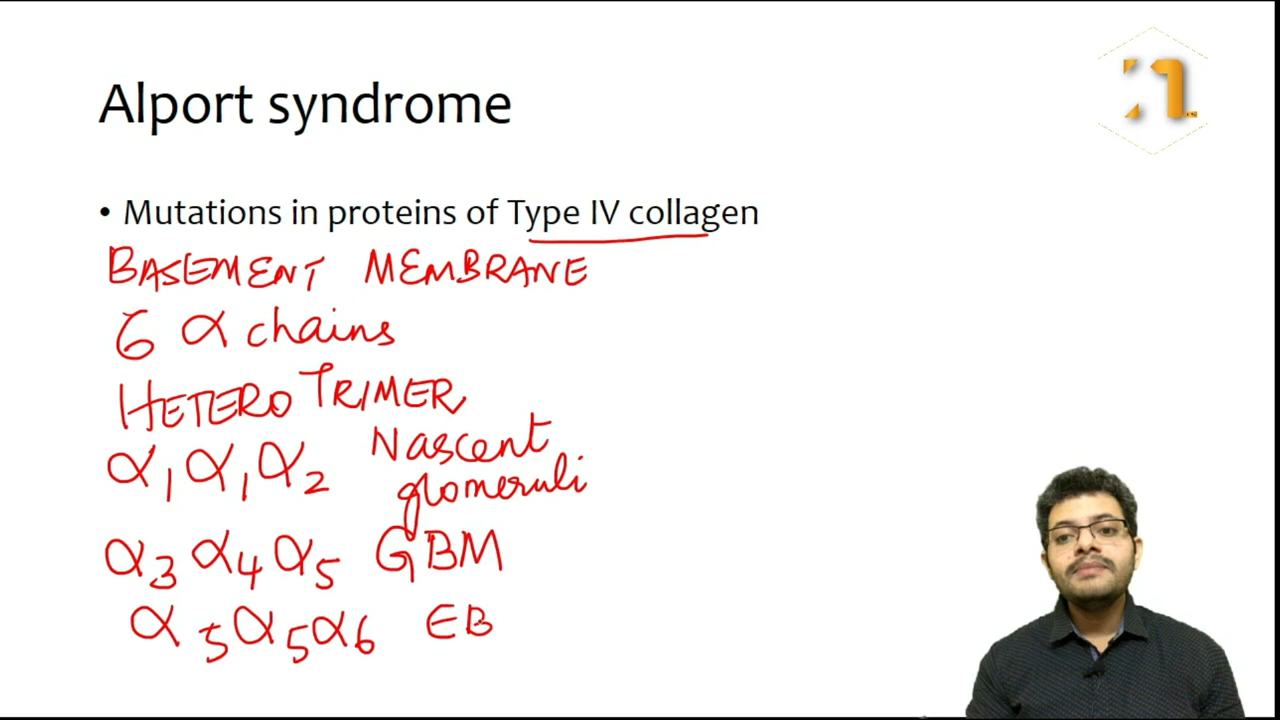 Alport syndrome
• Mutations in proteins of Type IV collagen
BASEMENT MEMBRANE
6 α chains
HETERO TRIMER
α1 α1 α2 Nascent glomeruli
α3 α4 α5 GBM
α5 α5 α6 EB